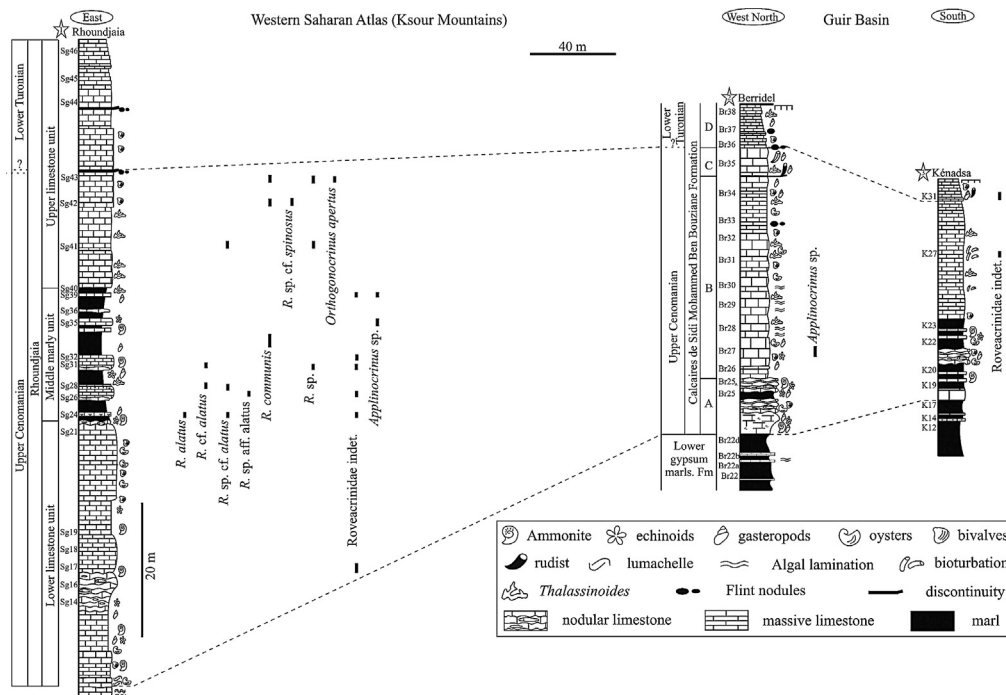 East
Western Saharan Atlas (Ksour Mountains)
West North
Guir Basin
South
1
Rhoundjaia
40 m
Berridel
Kénadsa
Lower Turonian
?
Upper Cenomanian
Rhoundjaia
Upper limestone unit
Middle marly unit
Lower limestone unit
Sg46
Sg45
Sg44
Sg43
Sg42
Sg41
Sg40
Sg39
Sg36
Sg35
Sg32
Sg31
Sg28
Sg26
Sg24
Sg21
Sg19
Sg18
Sg17
Sg16
Sg14
20 m
R. alatus
R. cf. alatus
R. sp. cf. alatus
R. sp. aff. alatus
R. communis
R. sp. cf. spinosus
R. sp.
Orthogonocrinus apertus
Roveacrinidae indet.
Applinocrinus sp.
Lower Turonian
?
Upper Cenomanian
Calcaires de Sidi Mohammed Ben Bouziane Formation
D
C
B
A
Lower gypsum marls. Fm
Br38
Br37
Br36
Br35
Br34
Br33
Br32
Br31
Br30
Br29
Br28
Br27
Br26
Br25,
Br25
Br22d
Br22b
Br22a
Br22
Applinocrinus sp.
K31
K27
K23
K22
K20
K19
K17
K14
K12
Roveacrinidae indet.
Ammonite
echinoids
gasteropods
oysters
bivalves
rudist
lumachelle
Algal lamination
bioturbation
Thalassinoides
Flint nodules
discontinuity
nodular limestone
massive limestone
marl